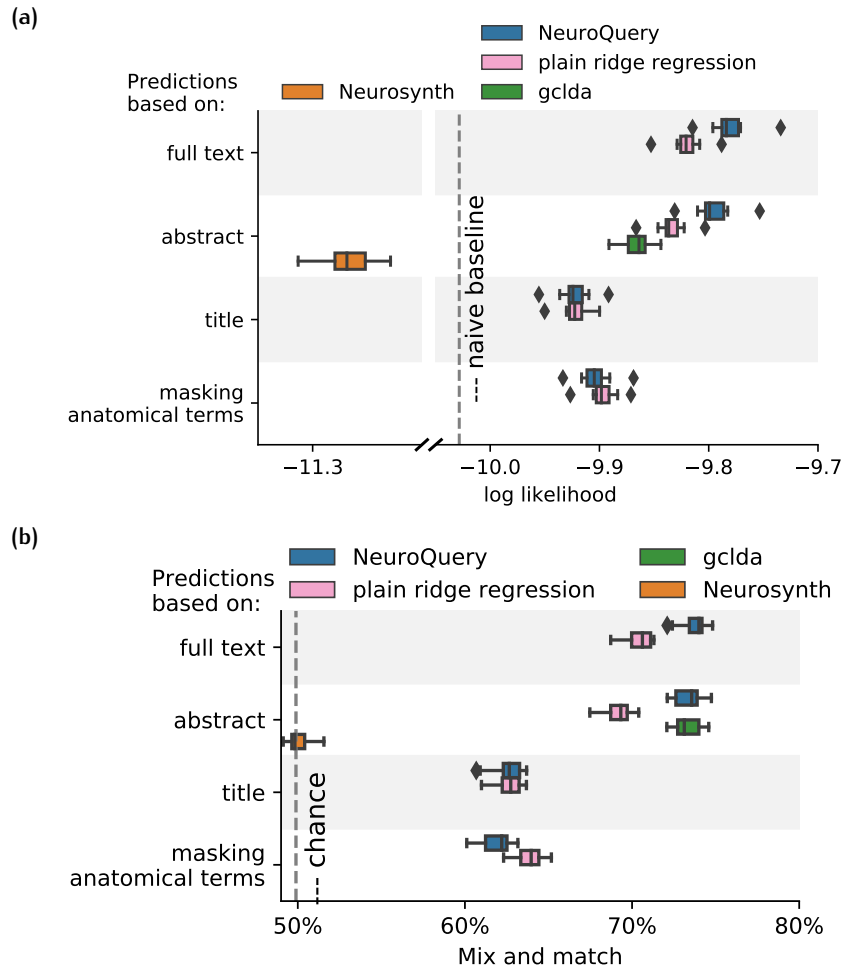 (a)
NeuroQuery
plain ridge regression
Predictions
based on:
Neurosynth
gclda
full text
abstract
title
masking
anatomical terms
naive baseline
−11.3
−10.0
−9.9
−9.8
−9.7
log likelihood
(b)
NeuroQuery
gclda
Predictions
based on:
plain ridge regression
Neurosynth
full text
abstract
title
masking
anatomical terms
chance
50%
60%
70%
80%
Mix and match